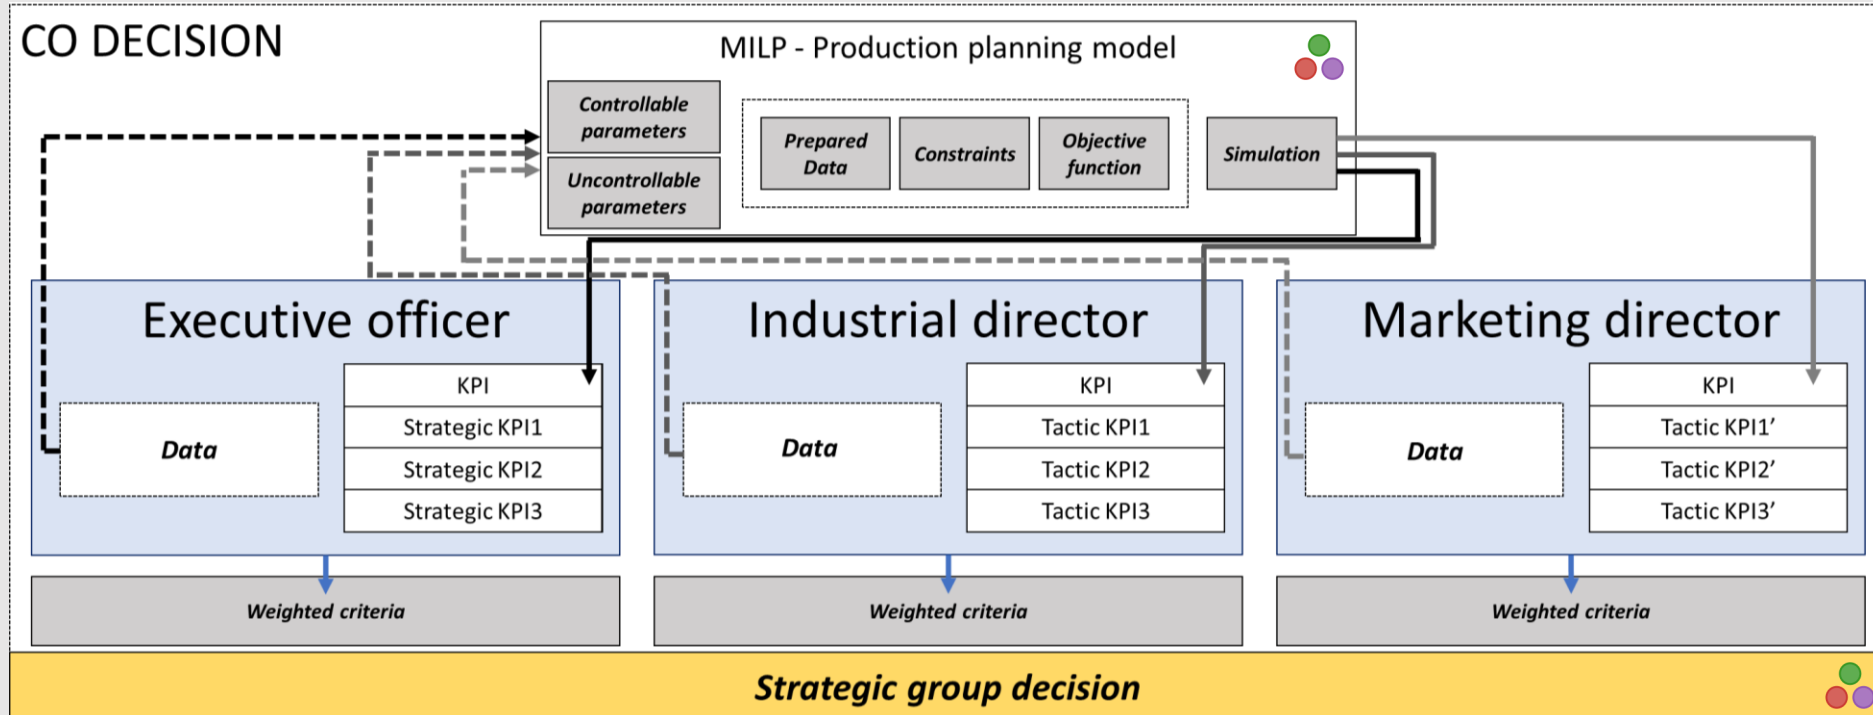 CO DECISION
MILP - Production planning model
Controllable
parameters
Uncontrollable
parameters
Prepared
Data
Constraints
Objective
function
Simulation
Executive officer
Data
KPI
Strategic KPI1
Strategic KPI2
Strategic KPI3
Industrial director
Data
KPI
Tactic KPI1
Tactic KPI2
Tactic KPI3
Marketing director
Data
KPI
Tactic KPI1’
Tactic KPI2’
Tactic KPI3’
Weighted criteria
Weighted criteria
Weighted criteria
Strategic group decision